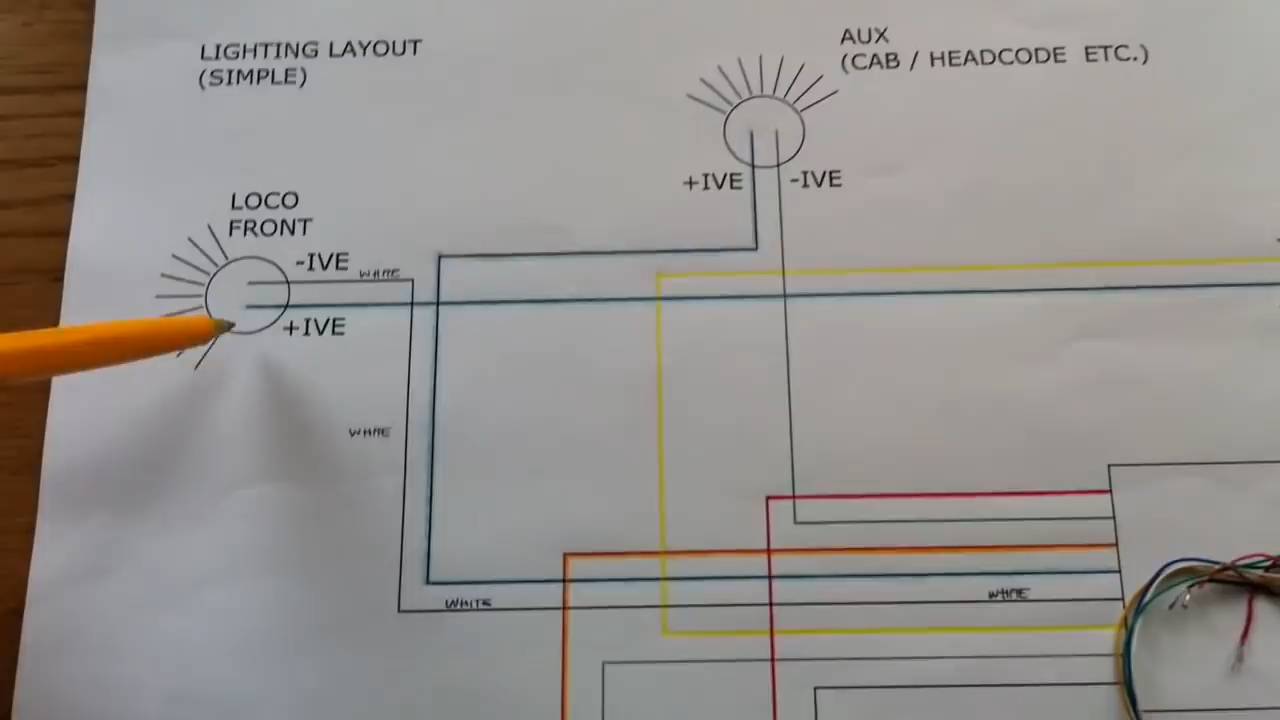 LIGHTING LAYOUT
(SIMPLE)
AUX
(CAB / HEADCODE ETC.)
+IVE
-IVE
LOCO
FRONT
-IVE
WHITE
+IVE
WHITE
WHITE
WHITE